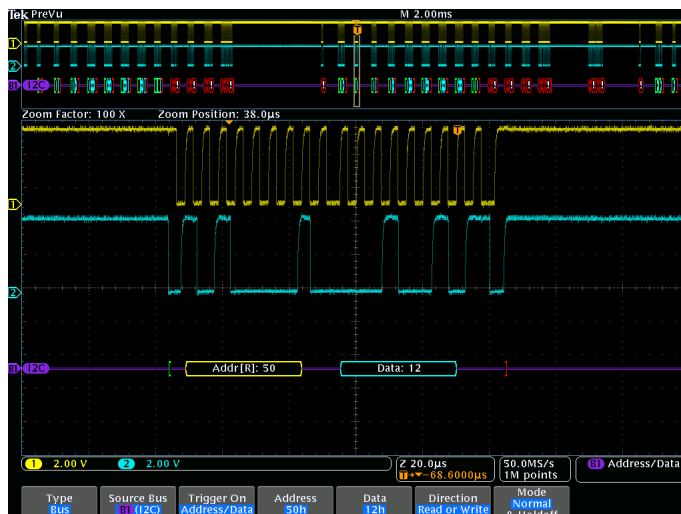 Tek PreVu M 2.00ms
T
1
2
B1 I2C
Zoom Factor: 100 X Zoom Position: 38.0µs
T
1
2
B1 I2C Addr[R]: 50 Data: 12
1 2.00 V 2 2.00 V Z 20.0µs 50.0MS/s B1 Address/Data
T→▼-68.6000µs 1M points
Type Source Bus Trigger On Address Data Direction Mode
Bus B1 (I2C) Address/Data 50h 12h Read or Write Normal
& Holdoff